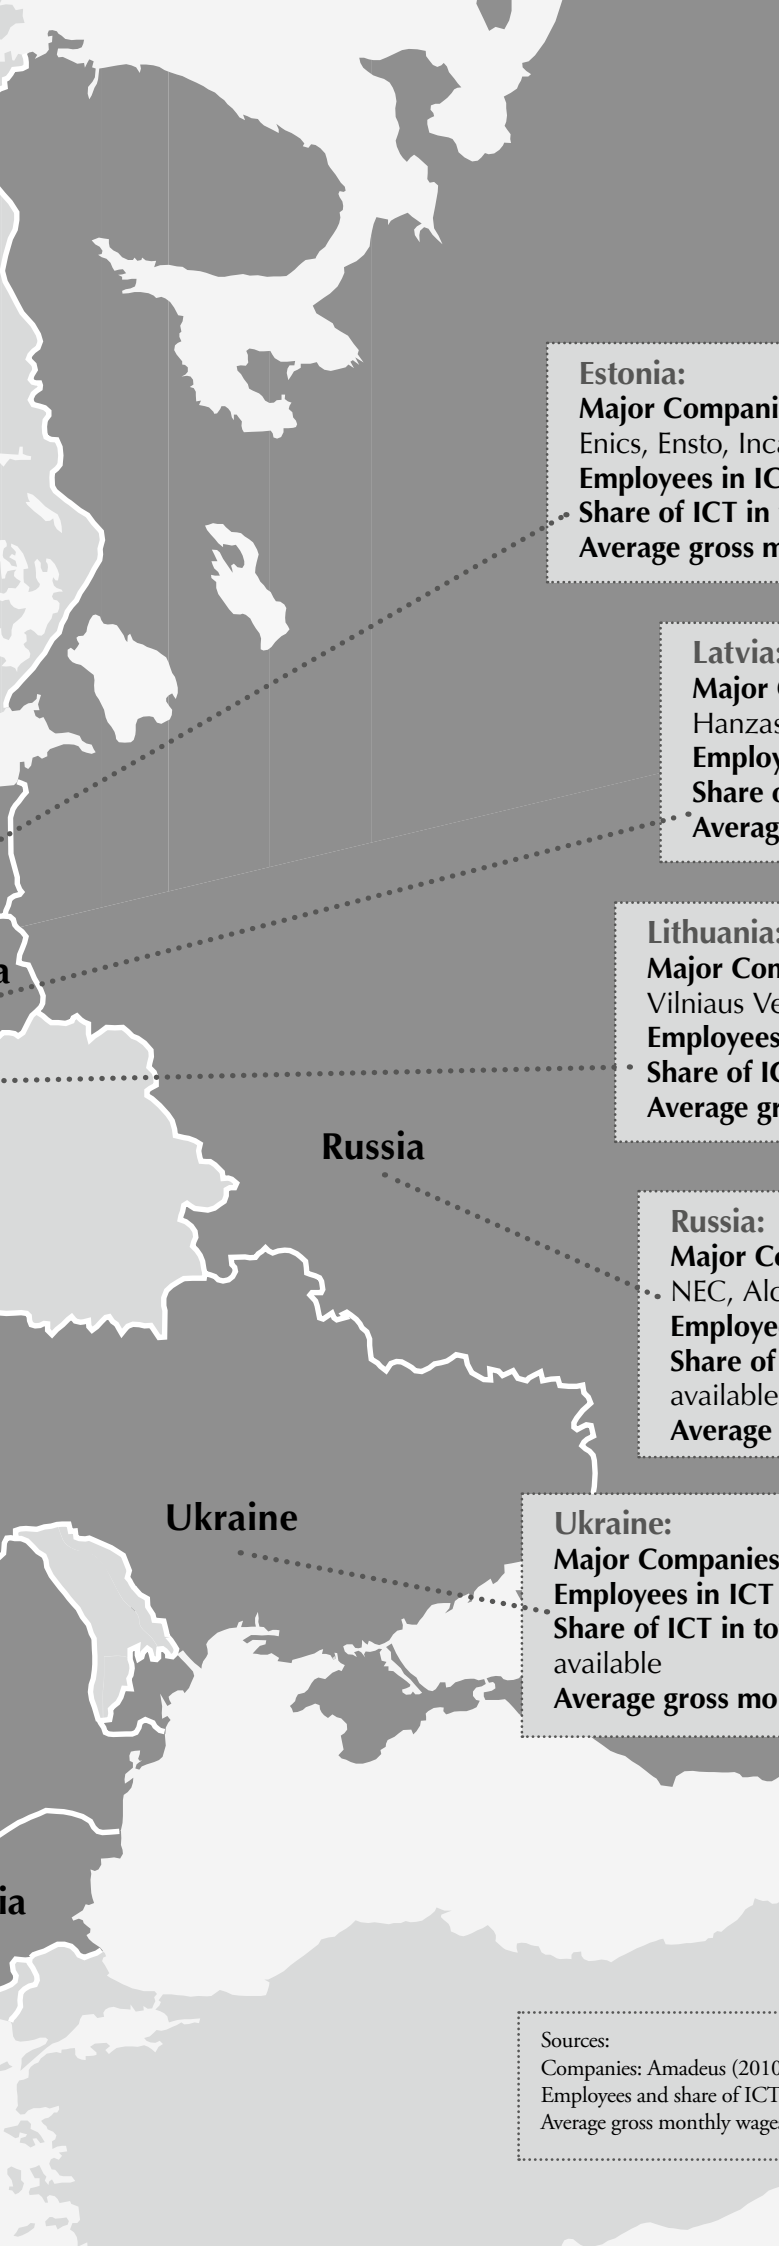 Estonia:
Major Compani
Enics, Ensto, Inca
Employees in IC
Share of ICT in
Average gross m
Latvia:
Major
Hanzas
Employ
Share o
Averag
a
Lithuania:
Major Com
Vilniaus Ve
Employees
Share of IC
Average gr
Russia
Russia:
Major Co
NEC, Alc
Employe
Share of
available
Average
Ukraine
Ukraine:
Major Companies
Employees in ICT
Share of ICT in to
available
Average gross mo
ia
Sources:
Companies: Amadeus (2010
Employees and share of ICT
Average gross monthly wage